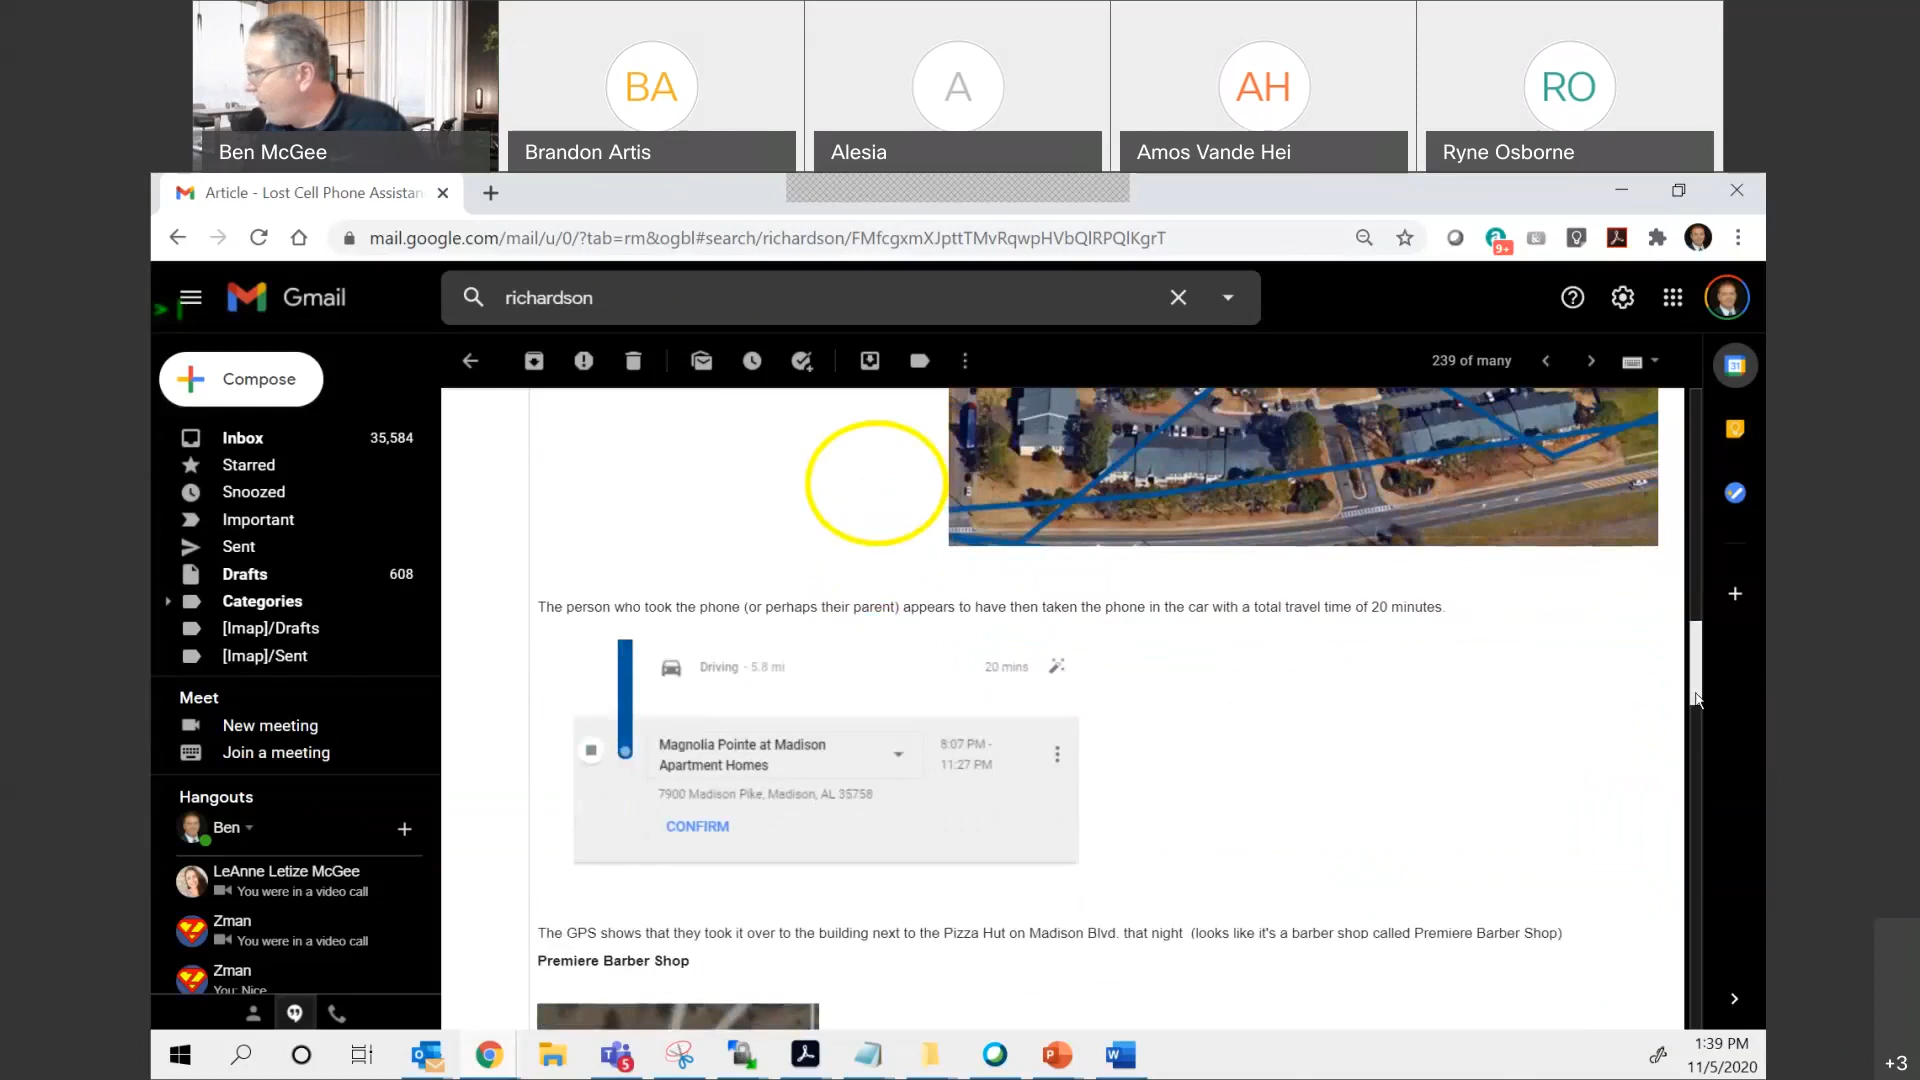 BA
A
AH
RO
Ben McGee
Brandon Artis
Alesia
Amos Vande Hei
Ryne Osborne
Article - Lost Cell Phone Assistan
mail.google.com/mail/u/0/?tab=rm&ogbl#search/richardson/FMfcgxmXJpttTMvRqwpHVbQlRPQlKgrT
9+
Gmail
richardson
Compose
239 of many
31
Inbox 35,584
Starred
Snoozed
Important
Sent
Drafts 608
Categories
[Imap]/Drafts
[Imap]/Sent
Meet
New meeting
Join a meeting
Hangouts
Ben
LeAnne Letize McGee
You were in a video call
Zman
You were in a video call
Zman
You: Nice
The person who took the phone (or perhaps their parent) appears to have then taken the phone in the car with a total travel time of 20 minutes.
Driving - 5.8 mi 20 mins
Magnolia Pointe at Madison
Apartment Homes
8:07 PM -
11:27 PM
7900 Madison Pike, Madison, AL 35758
CONFIRM
The GPS shows that they took it over to the building next to the Pizza Hut on Madison Blvd. that night (looks like it's a barber shop called Premiere Barber Shop)
Premiere Barber Shop
5
1:39 PM
11/5/2020
+3